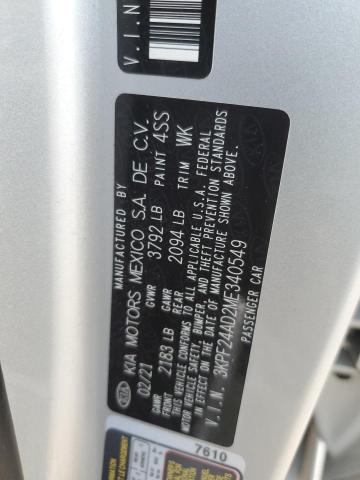 V.I.N
MANUFACTURED BY
KIA MOTORS MEXICO S.A. DE C.V.
02/21 GVWR 3792 LB PAINT 4SS
GAWR FRONT 2183 LB GAWR REAR 2094 LB TRIM WK
THIS VEHICLE CONFORMS TO ALL APPLICABLE U.S.A. FEDERAL
MOTOR VEHICLE SAFETY, BUMPER, AND THEFT PREVENTION STANDARDS
IN EFFECT ON THE DATE OF MANUFACTURE SHOWN ABOVE.
V.I.N. 3KPF24AD2ME340549
PASSENGER CAR
7610